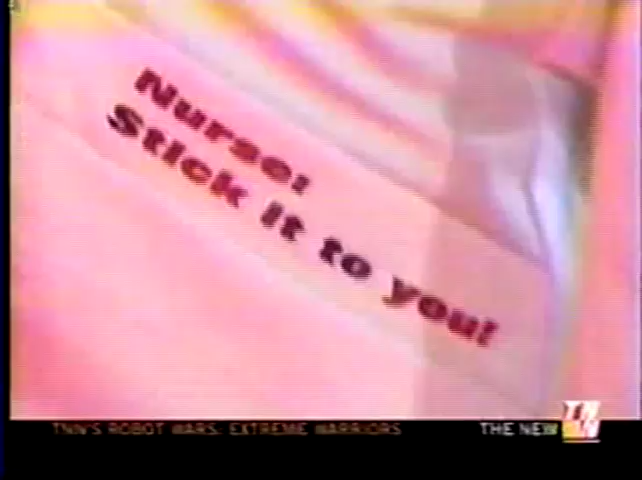 Nurse:
Stick it to you!
TNN'S ROBOT WARS: EXTREME WARRIORS
THE NEW TNN